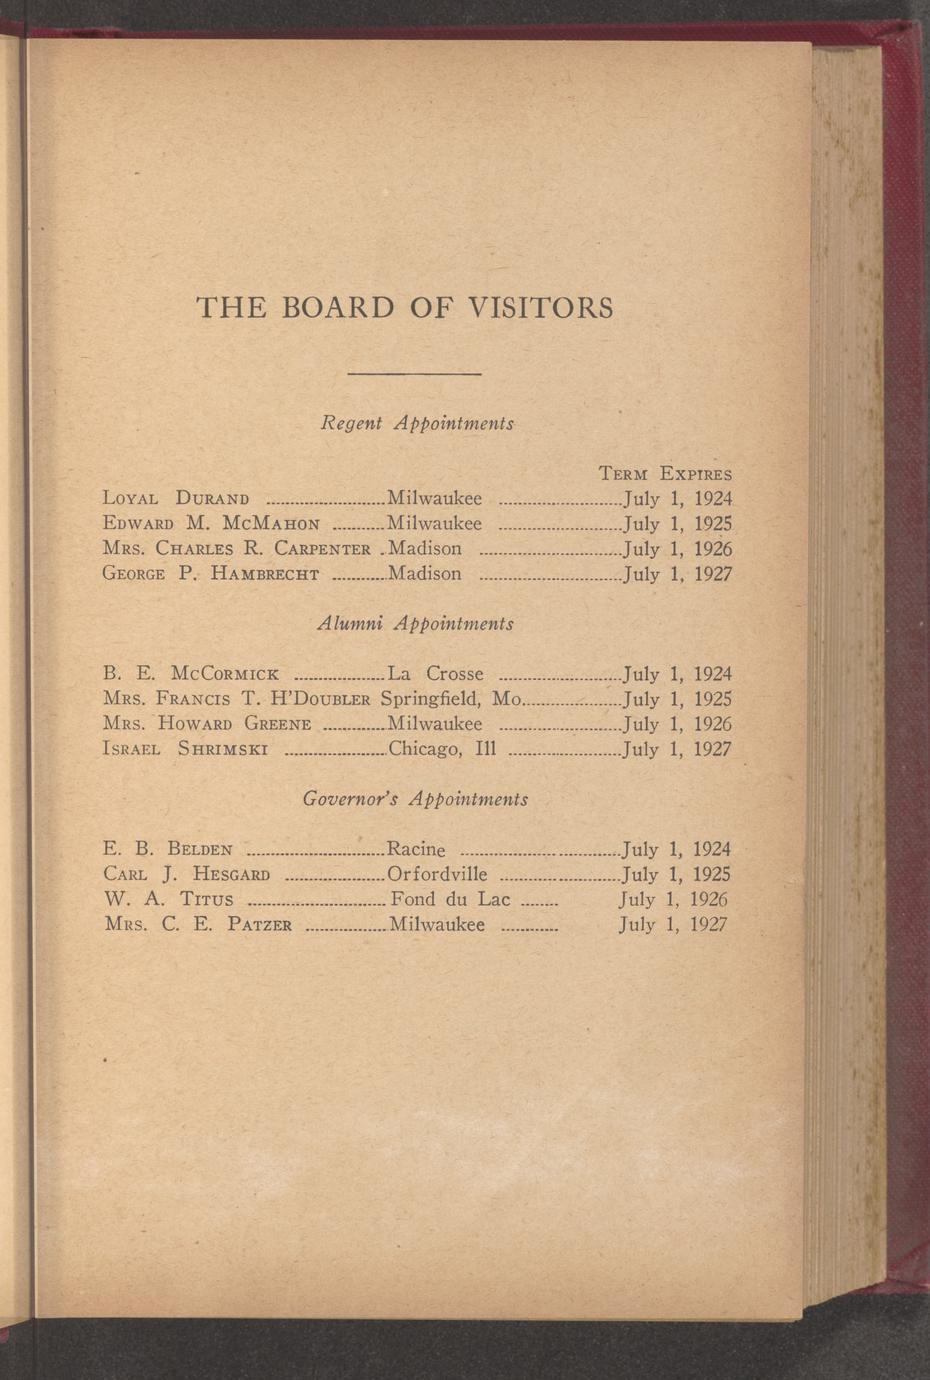 THE BOARD OF VISITORS
Regent Appointments
TERM EXPIRES
LOYAL DURAND ........................Milwaukee .........................July 1, 1924
EDWARD M. MCMAHON ...........Milwaukee .........................July 1, 1925
MRS. CHARLES R. CARPENTER ..Madison .............................July 1, 1926
GEORGE P. HAMBRECHT ...........Madison .............................July 1, 1927
Alumni Appointments
B. E. MCCORMICK ...................La Crosse .........................July 1, 1924
MRS. FRANCIS T. H'DOUBLER Springfield, Mo....................July 1, 1925
MRS. HOWARD GREENE .............Milwaukee .........................July 1, 1926
ISRAEL SHRIMSKI .....................Chicago, Ill .......................July 1, 1927
Governor's Appointments
E. B. BELDEN ............................Racine .................................July 1, 1924
CARL J. HESGARD ....................Orfordville .........................July 1, 1925
W. A. TITUS ............................Fond du Lac ........ July 1, 1926
MRS. C. E. PATZER .................Milwaukee ............ July 1, 1927